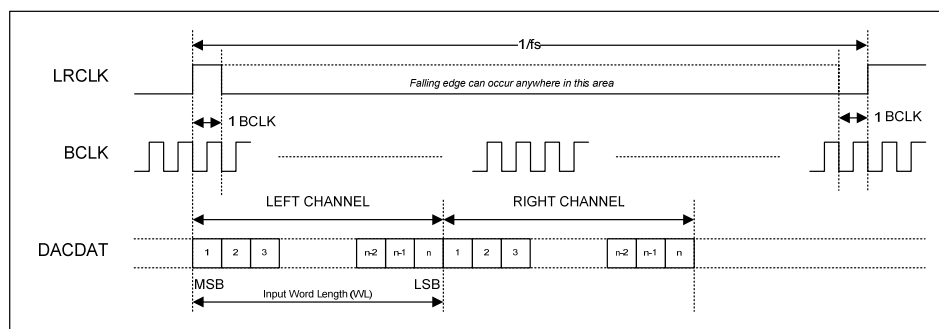 1/fs
LRCLK
Falling edge can occur anywhere in this area
1 BCLK
1 BCLK
BCLK
LEFT CHANNEL
RIGHT CHANNEL
DACDAT
1 2 3 n-2 n-1 n 1 2 3 n-2 n-1 n
MSB
LSB
Input Word Length (WL)